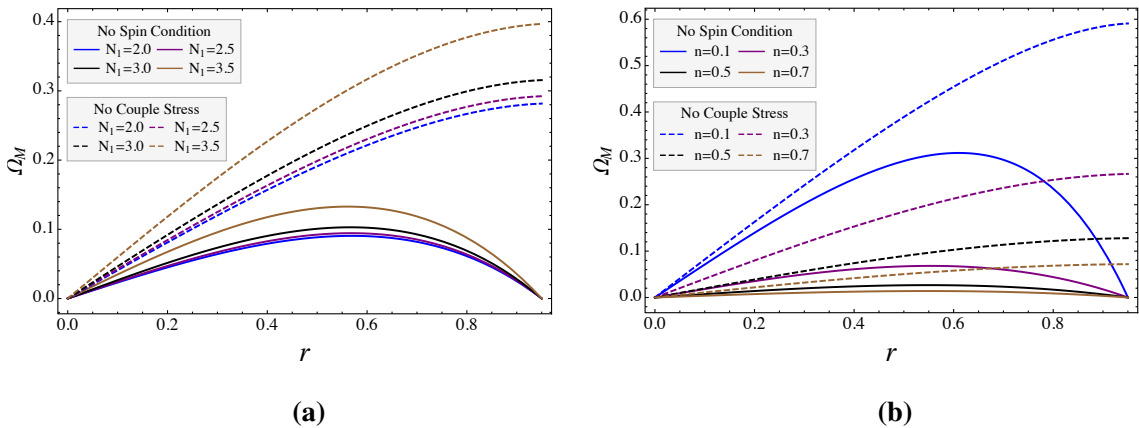 No Spin Condition
N₁=2.0 N₁=2.5
N₁=3.0 N₁=3.5
No Couple Stress
N₁=2.0 N₁=2.5
N₁=3.0 N₁=3.5
0.4
0.3
0.2
0.1
0.0
Ω_M
0.0 0.2 0.4 0.6 0.8
r
(a)
No Spin Condition
n=0.1 n=0.3
n=0.5 n=0.7
No Couple Stress
n=0.1 n=0.3
n=0.5 n=0.7
0.6
0.5
0.4
0.3
0.2
0.1
0.0
Ω_M
0.0 0.2 0.4 0.6 0.8
r
(b)